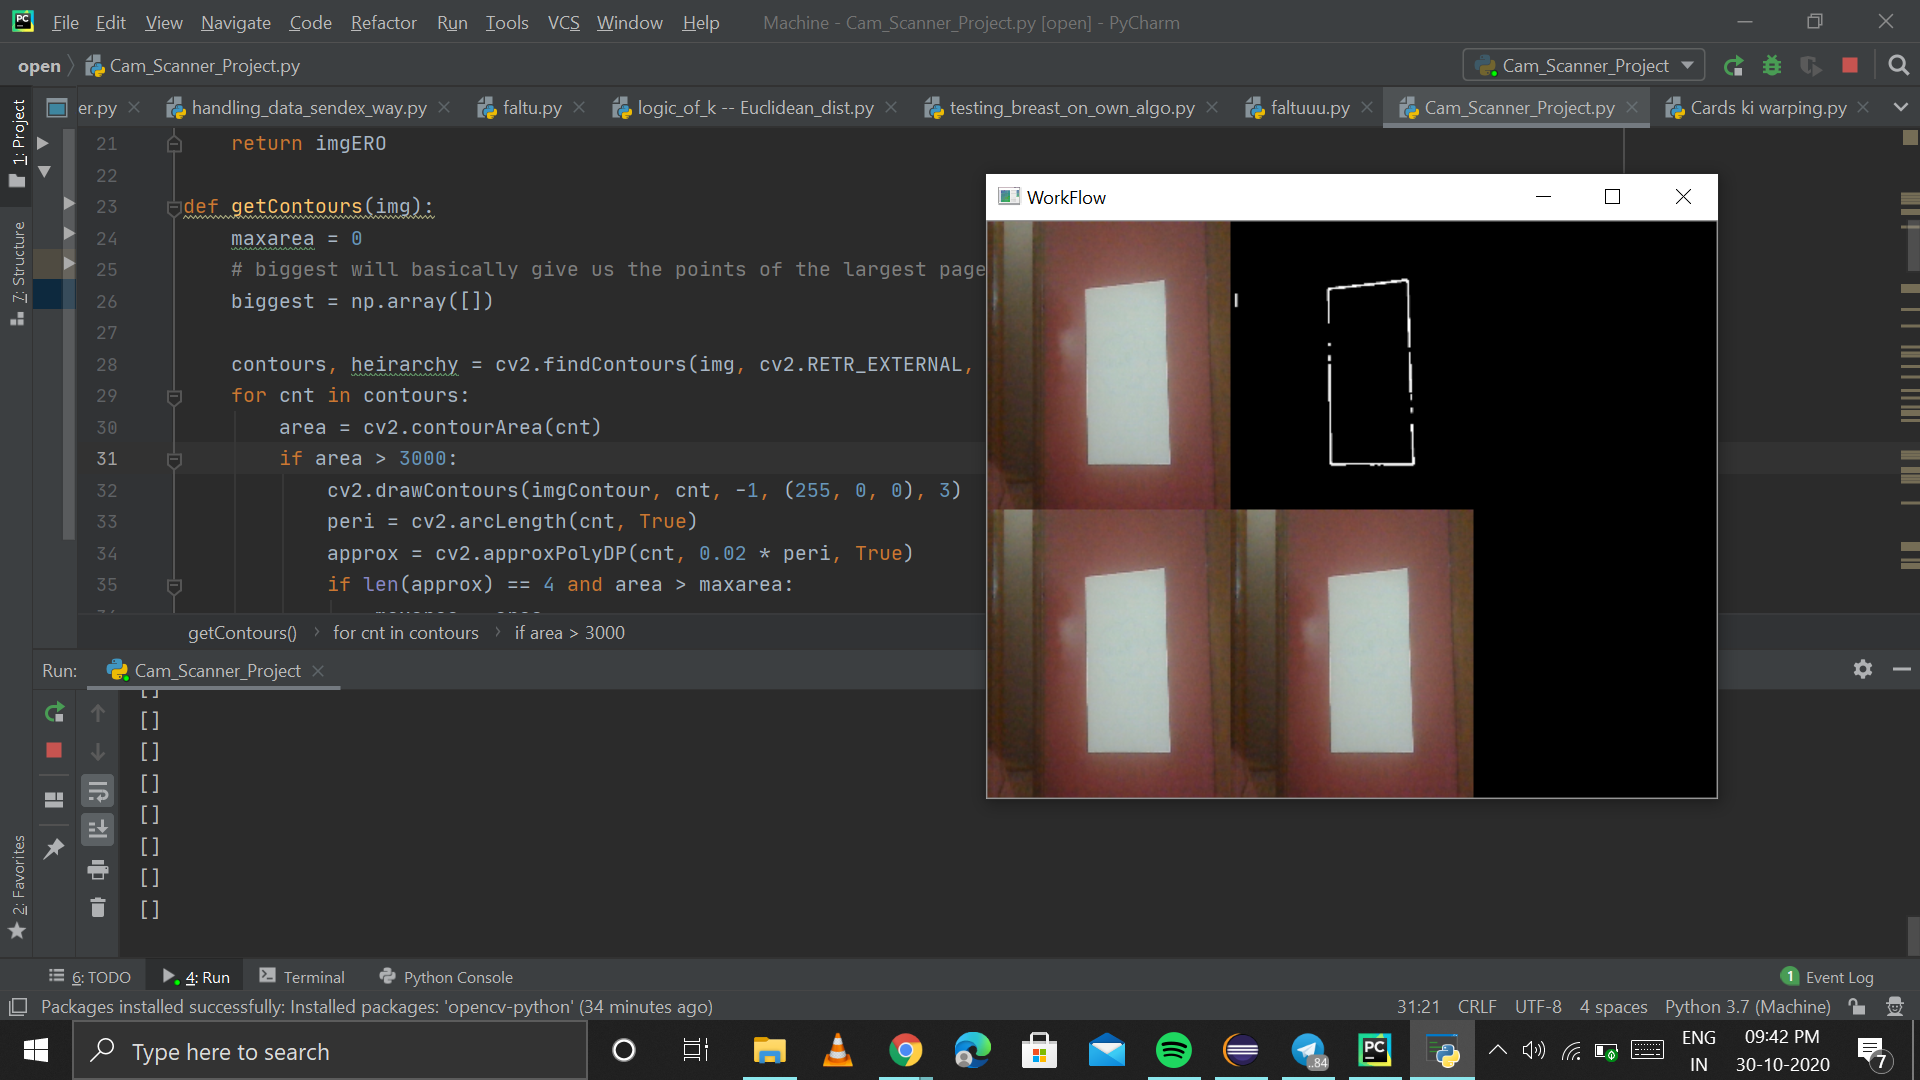 File Edit View Navigate Code Refactor Run Tools VCS Window Help Machine - Cam_Scanner_Project.py [open] - PyCharm
open Cam_Scanner_Project.py Cam_Scanner_Project
er.py handling_data_sendex_way.py faltu.py logic_of_k -- Euclidean_dist.py testing_breast_on_own_algo.py faltuuu.py Cam_Scanner_Project.py Cards ki warping.py
1: Project
7: Structure
2: Favorites
21 return imgERO
22
23 def getContours(img):
24 maxarea = 0
25 # biggest will basically give us the points of the largest page
26 biggest = np.array([])
27
28 contours, heirarchy = cv2.findContours(img, cv2.RETR_EXTERNAL,
29 for cnt in contours:
30 area = cv2.contourArea(cnt)
31 if area > 3000:
32 cv2.drawContours(imgContour, cnt, -1, (255, 0, 0), 3)
33 peri = cv2.arcLength(cnt, True)
34 approx = cv2.approxPolyDP(cnt, 0.02 * peri, True)
35 if len(approx) == 4 and area > maxarea:
getContours() for cnt in contours if area > 3000
WorkFlow
Run: Cam_Scanner_Project
[]
[]
[]
[]
[]
[]
[]
[]
6: TODO 4: Run Terminal Python Console 1 Event Log
Packages installed successfully: Installed packages: 'opencv-python' (34 minutes ago) 31:21 CRLF UTF-8 4 spaces Python 3.7 (Machine)
Type here to search
PC
..84
PC
ENG
IN
09:42 PM
30-10-2020
7